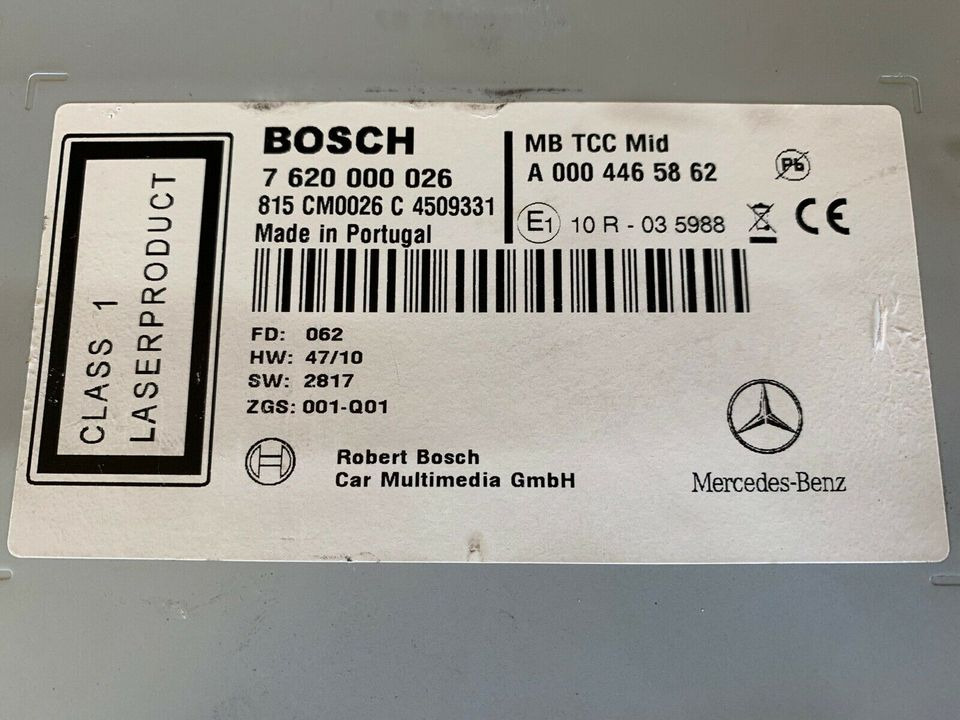 CLASS 1
LASERPRODUCT
BOSCH
7 620 000 026
815 CM0026 C 4509331
Made in Portugal
MB TCC Mid
A 000 446 58 62
Pb
E1 10 R - 03 5988 CE
FD: 062
HW: 47/10
SW: 2817
ZGS: 001-Q01
Robert Bosch
Car Multimedia GmbH
Mercedes-Benz